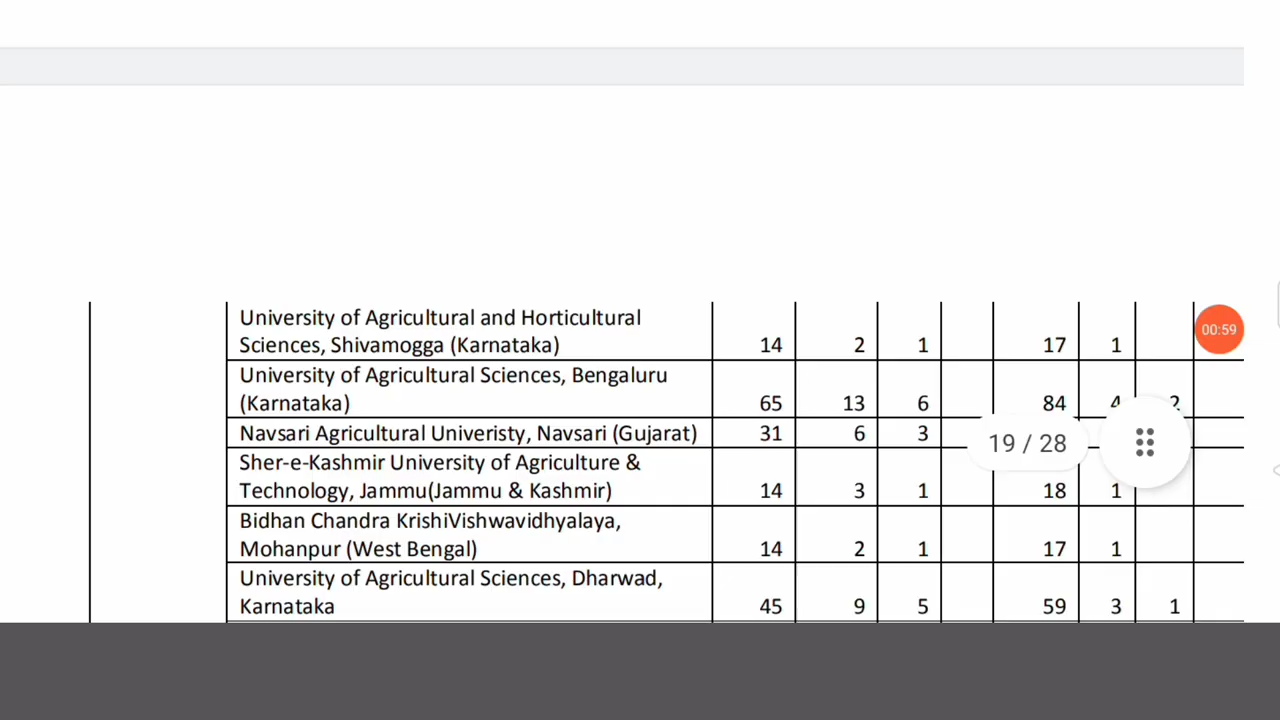 University of Agricultural and Horticultural
Sciences, Shivamogga (Karnataka) 14 2 1 17 1
00:59
University of Agricultural Sciences, Bengaluru
(Karnataka) 65 13 6 84 4 2
Navsari Agricultural Univeristy, Navsari (Gujarat) 31 6 3
19 / 28
Sher-e-Kashmir University of Agriculture &
Technology, Jammu(Jammu & Kashmir) 14 3 1 18 1
Bidhan Chandra KrishiVishwavidhyalaya,
Mohanpur (West Bengal) 14 2 1 17 1
University of Agricultural Sciences, Dharwad,
Karnataka 45 9 5 59 3 1